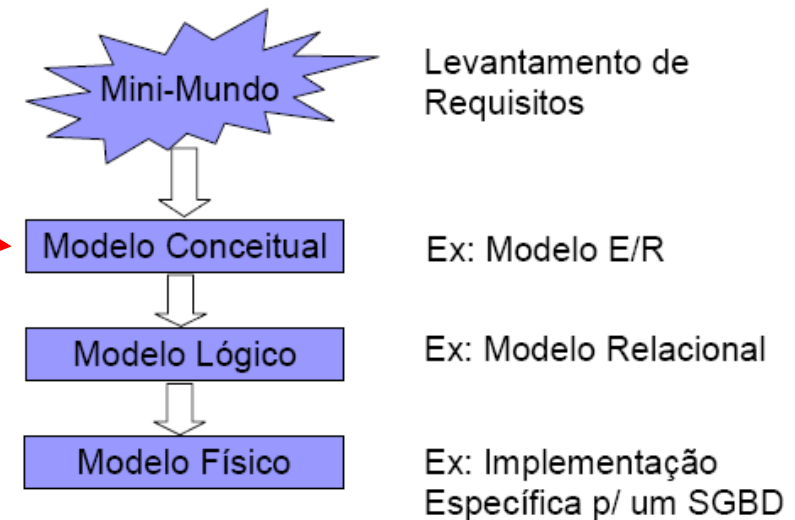 Mini-Mundo
Levantamento de
Requisitos
Modelo Conceitual
Ex: Modelo E/R
Modelo Lógico
Ex: Modelo Relacional
Modelo Físico
Ex: Implementação
Específica p/ um SGBD